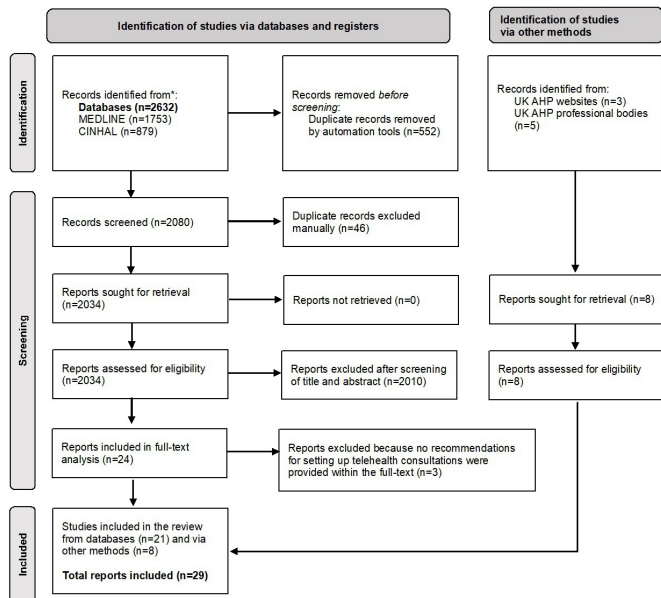 Identification of studies via databases and registers
Identification of studies
via other methods
Identification
Records identified from*:
Databases (n=2632)
MEDLINE (n=1753)
CINHAL (n=879)
Records removed before
screening:
Duplicate records removed
by automation tools (n=552)
Records identified from:
UK AHP websites (n=3)
UK AHP professional bodies
(n=5)
Screening
Records screened (n=2080)
Duplicate records excluded
manually (n=46)
Reports sought for retrieval
(n=2034)
Reports not retrieved (n=0)
Reports sought for retrieval (n=8)
Reports assessed for eligibility
(n=2034)
Reports excluded after screening
of title and abstract (n=2010)
Reports assessed for eligibility
(n=8)
Reports included in full-text
analysis (n=24)
Reports excluded because no recommendations
for setting up telehealth consultations were
provided within the full-text (n=3)
Included
Studies included in the review
from databases (n=21) and via
other methods (n=8)
Total reports included (n=29)